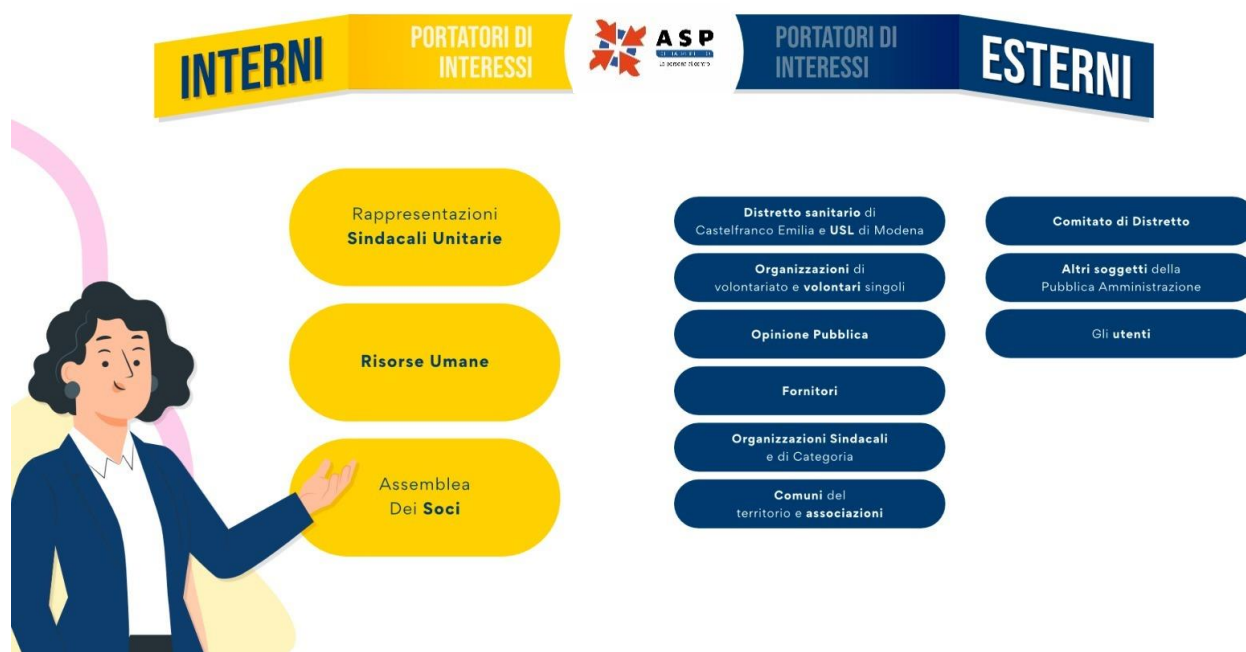 INTERNI
PORTATORI DI
INTERESSI
ASP
PORTATORI DI
INTERESSI
ESTERNI
Rappresentazioni
Sindacali Unitarie
Risorse Umane
Assemblea
Dei Soci
Distretto sanitario di
Castelfranco Emilia e USL di Modena
Organizzazioni di
volontariato e volontari singoli
Opinione Pubblica
Fornitori
Organizzazioni Sindacali
e di Categoria
Comuni del
territorio e associazioni
Comitato di Distretto
Altri soggetti della
Pubblica Amministrazione
Gli utenti